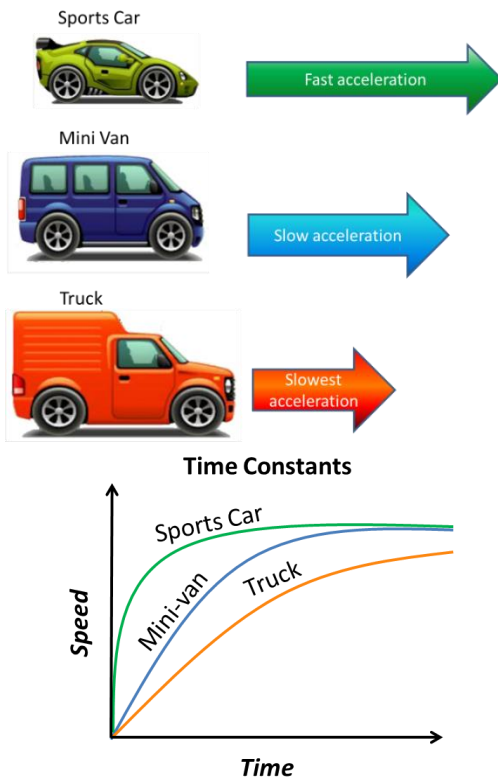 Sports Car
Fast acceleration
Mini Van
Slow acceleration
Truck
Slowest
acceleration
Time Constants
Sports Car
Mini-van
Truck
Speed
Time